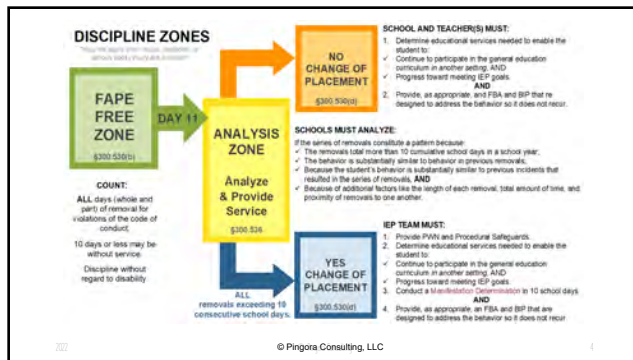 DISCIPLINE ZONES
FAPE
FREE
ZONE
§300.530(b)
DAY 11
ANALYSIS
ZONE
Analyze
& Provide
Service
§300.536
NO
CHANGE OF
PLACEMENT
§300.530(d)
YES
CHANGE OF
PLACEMENT
§300.530(d)
COUNT:
ALL days (whole and
part) of removal for
violations of the code of
conduct;
10 days or less may be
without service.
Discipline without
regard to disability
ALL
removals exceeding 10
consecutive school days.
SCHOOL AND TEACHER(S) MUST:
1. Determine educational services needed to enable the
student to:
✓ Continue to participate in the general education
curriculum in another setting, AND
✓ Progress toward meeting IEP goals.
AND
2. Provide, as appropriate, and FBA and BIP that re
designed to address the behavior so it does not recur.
SCHOOLS MUST ANALYZE:
If the series of removals constitute a pattern because:
✓ The removals total more than 10 cumulative school days in a school year;
✓ The behavior is substantially similar to behavior in previous removals;
✓ Because the student's behavior is substantially similar to previous incidents that
resulted in the series of removals, AND
✓ Because of additional factors like the length of each removal, total amount of time, and
proximity of removals to one another.
IEP TEAM MUST:
1. Provide PWN and Procedural Safeguards.
2. Determine educational services needed to enable the
student to:
✓ Continue to participate in the general education
curriculum in another setting, AND
✓ Progress toward meeting IEP goals.
3. Conduct a Manifestation Determination in 10 school days
AND
4. Provide, as appropriate, an FBA and BIP that are
designed to address the behavior so it does not recur
© Pingora Consulting, LLC